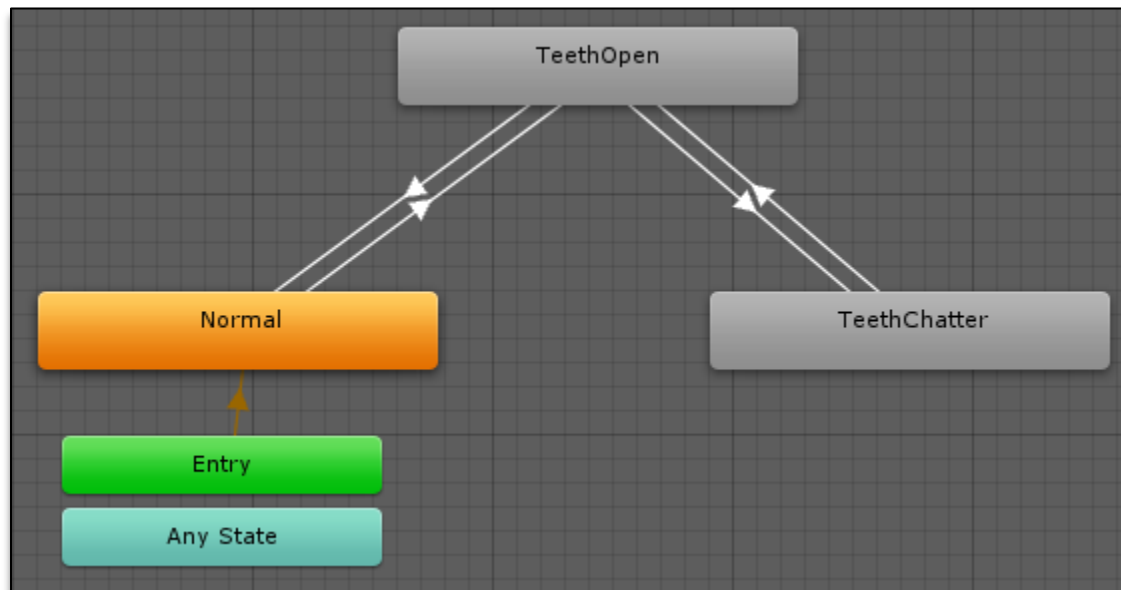 TeethOpen
Normal
TeethChatter
Entry
Any State